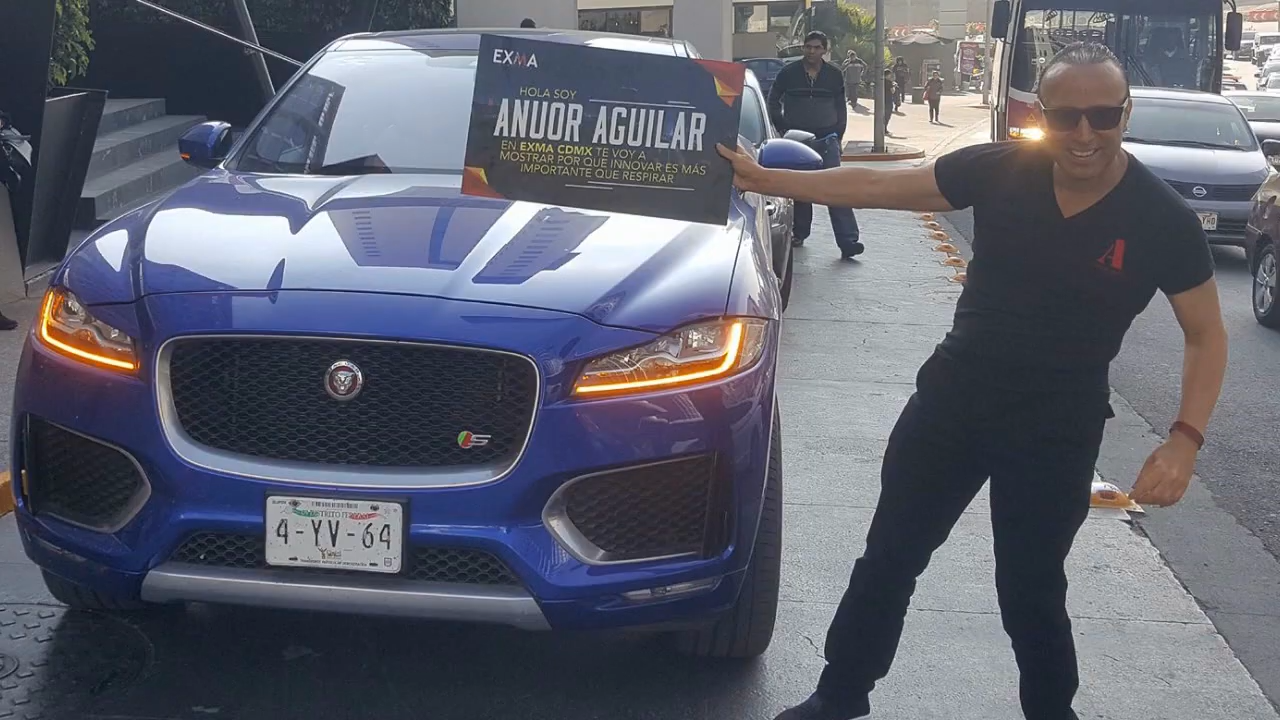 EXMA
HOLA SOY
ANUOR AGUILAR
EN EXMA CDMX TE VOY A
MOSTRAR POR QUE INNOVAR ES MÁS
IMPORTANTE QUE RESPIRAR
A
S
4-YV-64